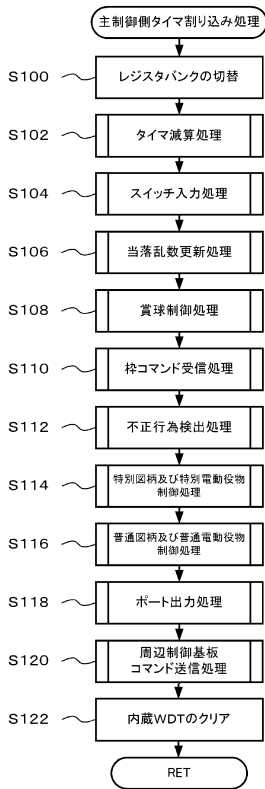 主制御側タイマ割り込み処理
S100
レジスタバンクの切替
S102
タイマ減算処理
S104
スイッチ入力処理
S106
当落乱数更新処理
S108
賞球制御処理
S110
枠コマンド受信処理
S112
不正行為検出処理
S114
特別図柄及び特別電動役物
制御処理
S116
普通図柄及び普通電動役物
制御処理
S118
ポート出力処理
S120
周辺制御基板
コマンド送信処理
S122
内蔵WDTのクリア
RET